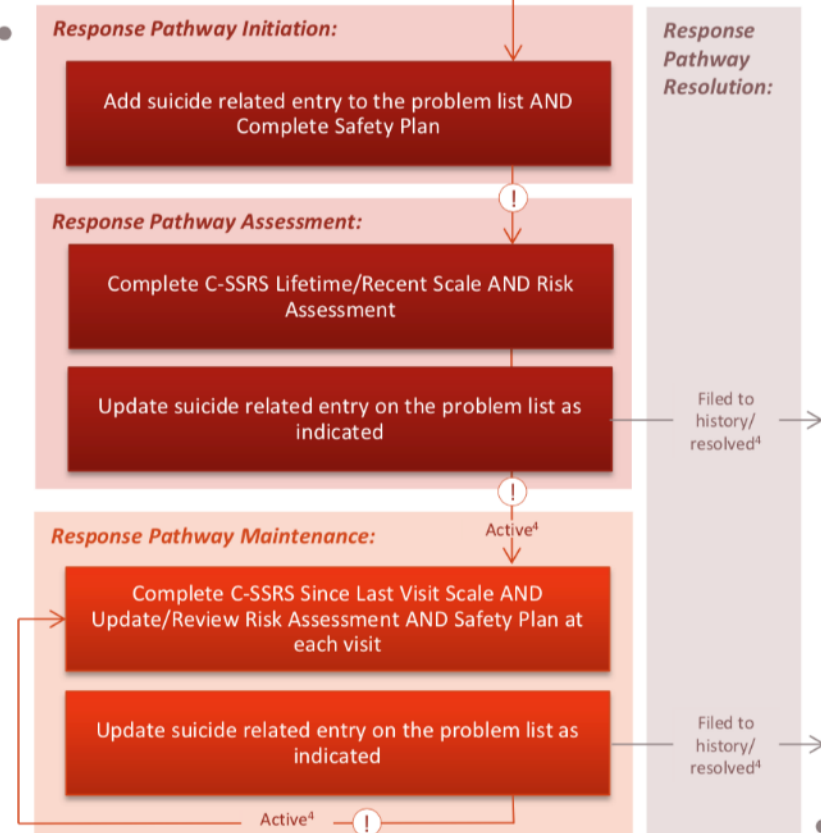 Response Pathway Initiation:
Add suicide related entry to the problem list AND
Complete Safety Plan
!
Response Pathway Assessment:
Complete C-SSRS Lifetime/Recent Scale AND Risk
Assessment
Update suicide related entry on the problem list as
indicated
!
Active⁴
Response Pathway Maintenance:
Complete C-SSRS Since Last Visit Scale AND
Update/Review Risk Assessment AND Safety Plan at
each visit
Update suicide related entry on the problem list as
indicated
Active⁴
!
Response
Pathway
Resolution:
Filed to
history/
resolved⁴
Filed to
history/
resolved⁴